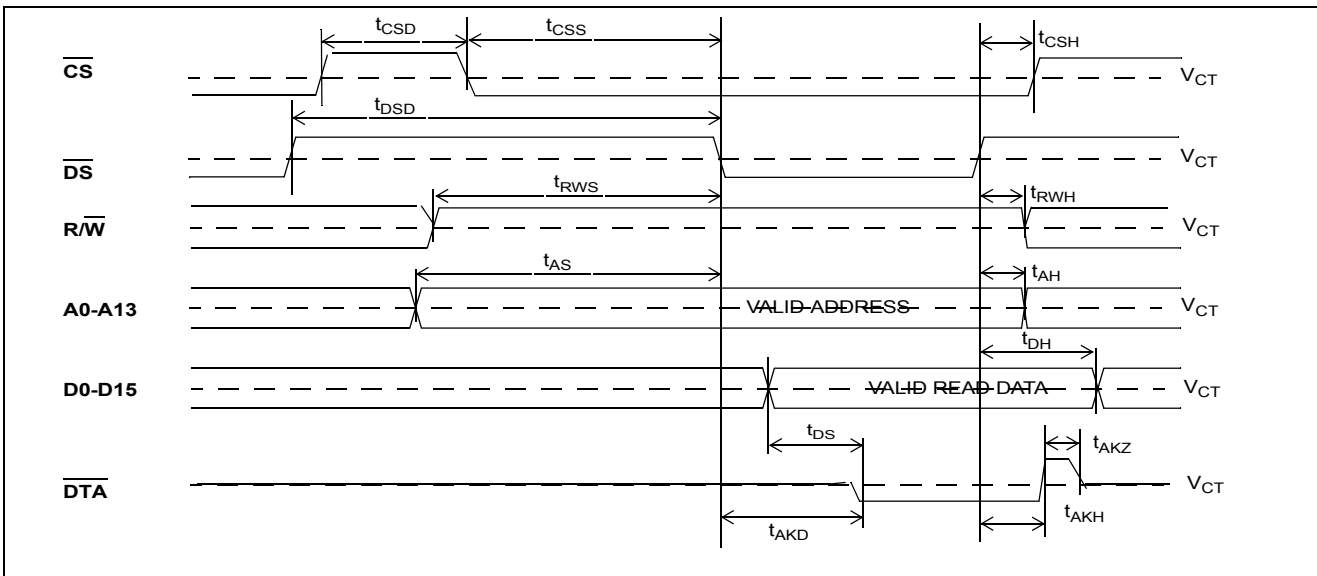 tCSD
tCSS
tCSH
CS
VCT
tDSD
DS
VCT
tRWS
tRWH
R/W
VCT
tAS
tAH
A0-A13
VALID ADDRESS
VCT
tDH
D0-D15
VALID READ DATA
VCT
tDS
tAKZ
DTA
VCT
tAKD
tAKH